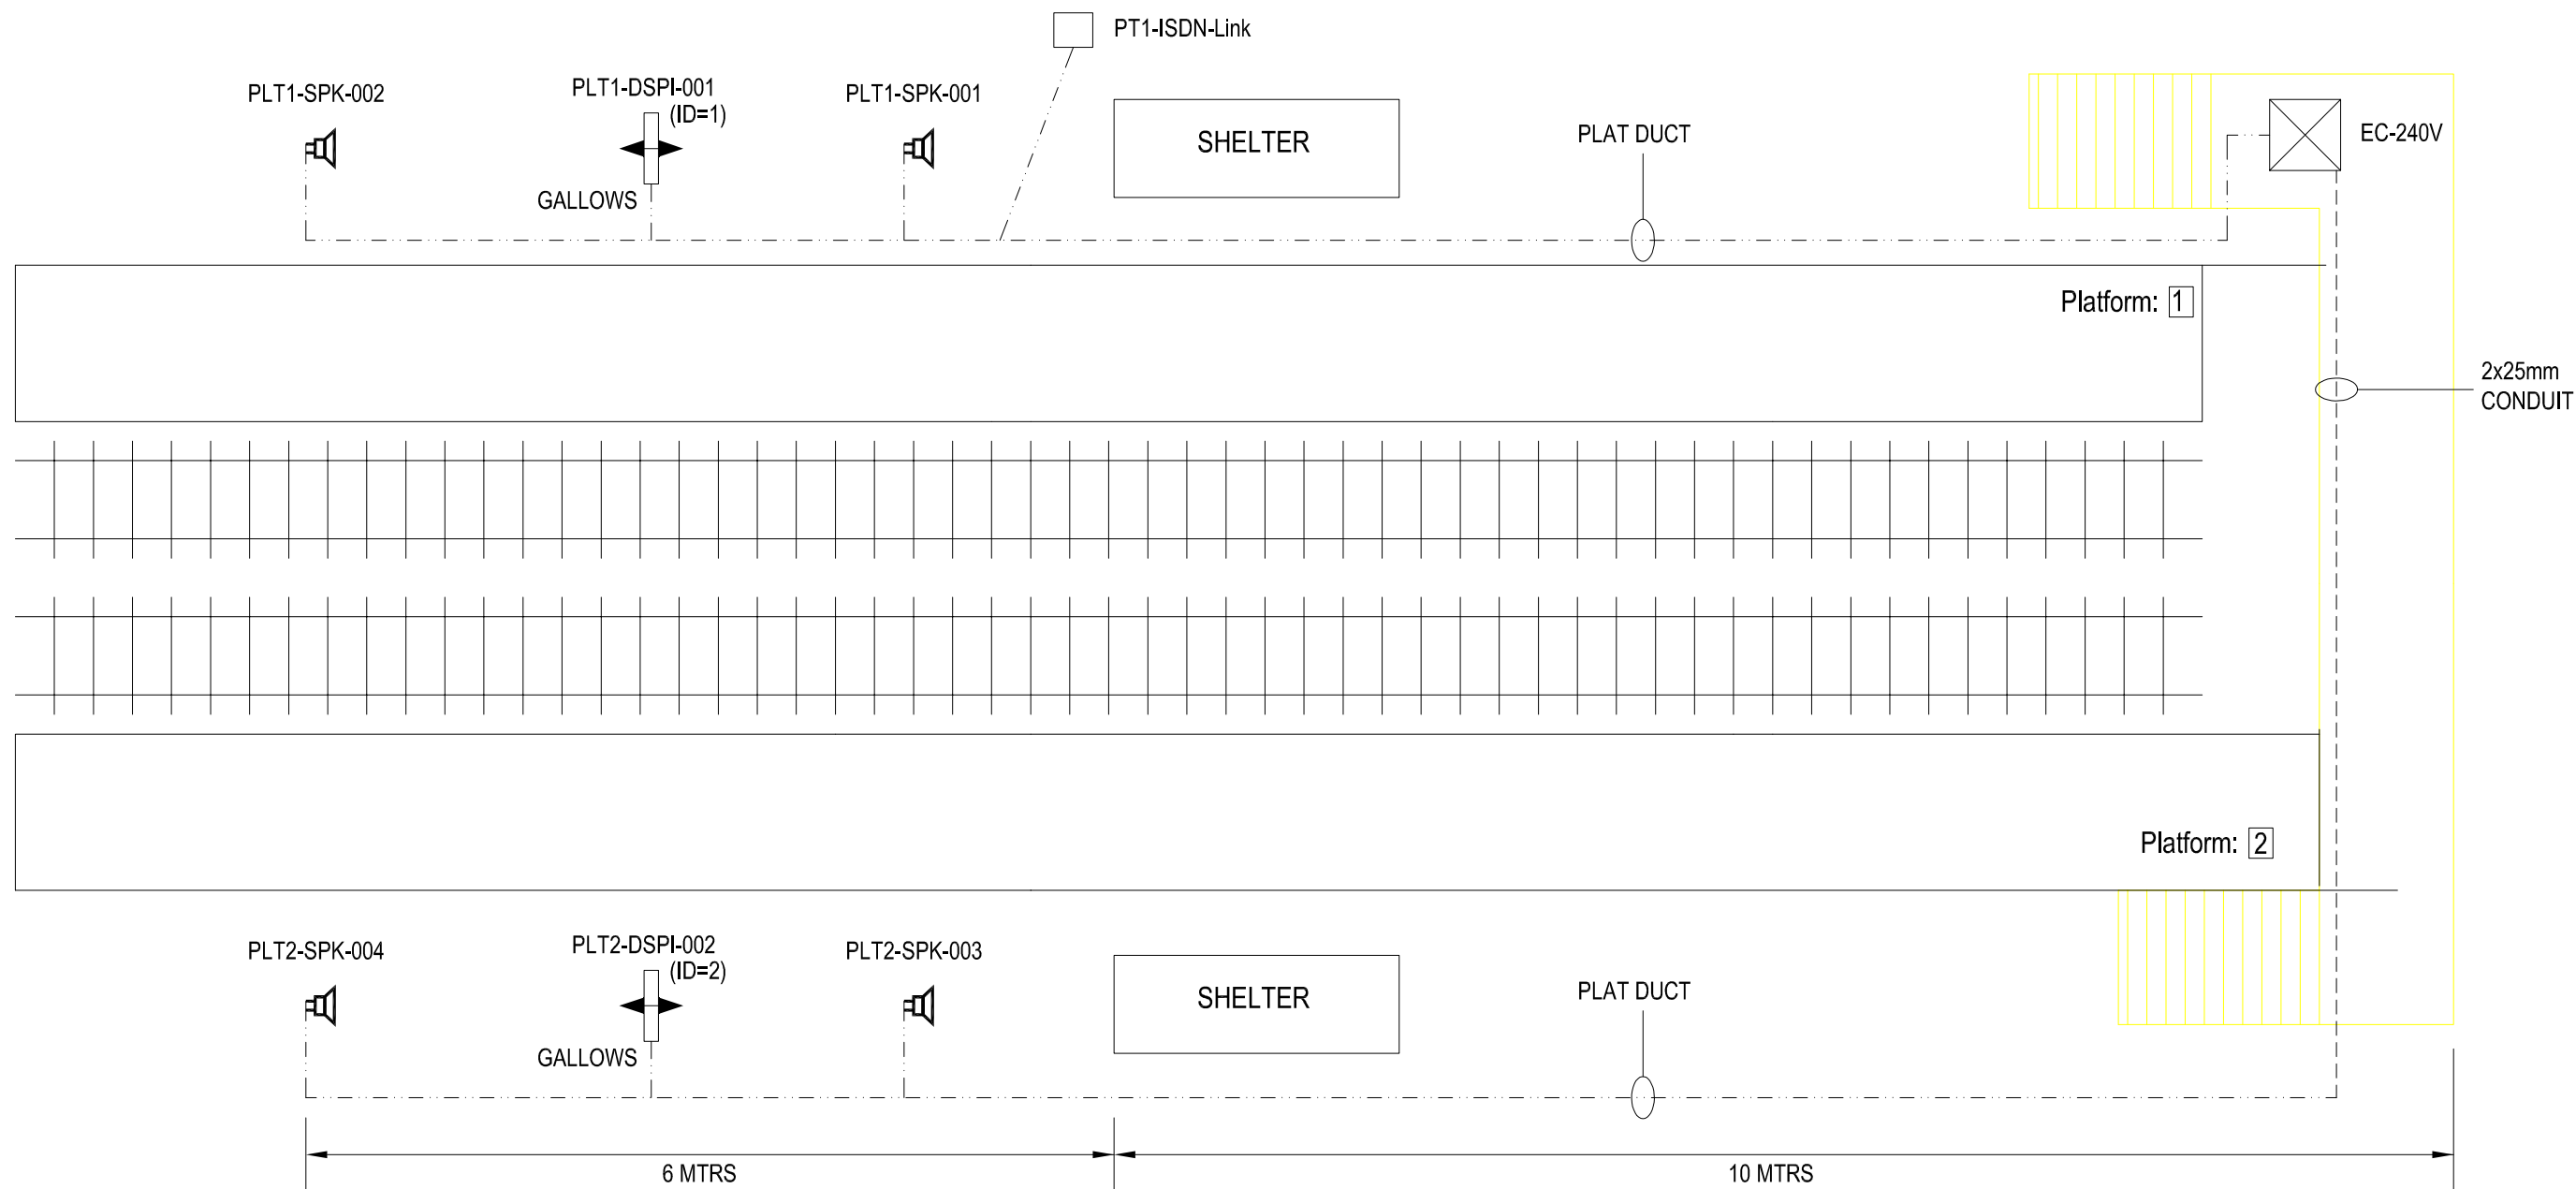 PT1-ISDN-Link
PLT1-SPK-002
PLT1-DSPI-001
(ID=1)
PLT1-SPK-001
SHELTER
PLAT DUCT
EC-240V
GALLOWS
Platform: 1
2x25mm
CONDUIT
Platform: 2
PLT2-SPK-004
PLT2-DSPI-002
(ID=2)
PLT2-SPK-003
SHELTER
PLAT DUCT
GALLOWS
6 MTRS
10 MTRS